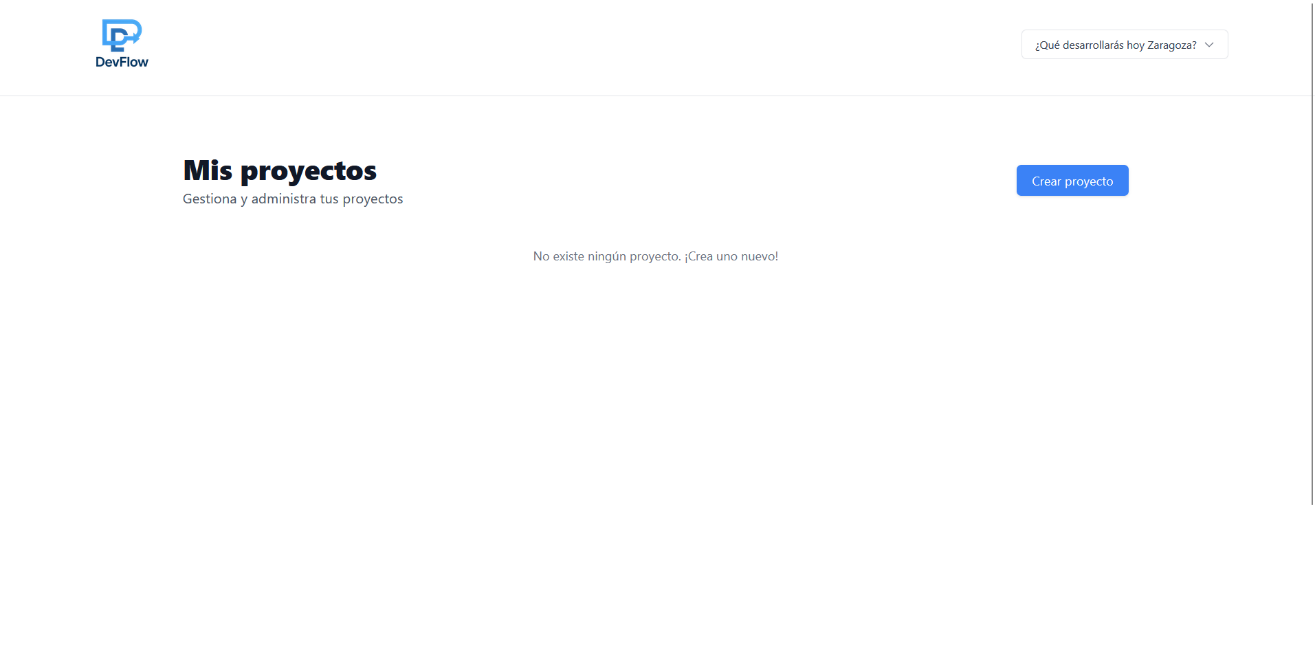 DevFlow
¿Qué desarrollarás hoy Zaragoza?
Mis proyectos
Gestiona y administra tus proyectos
Crear proyecto
No existe ningún proyecto. ¡Crea uno nuevo!